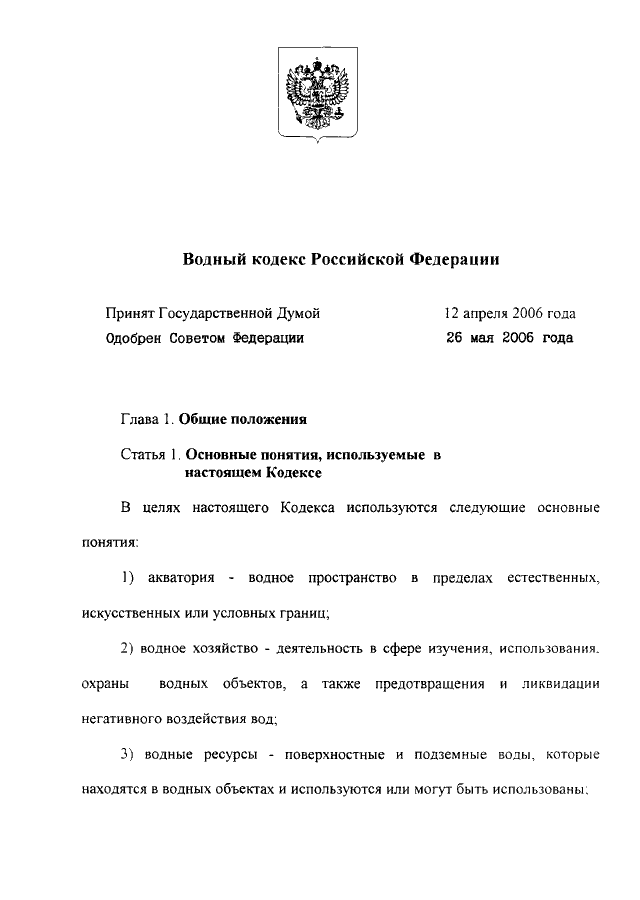 Водный кодекс Российской Федерации
Принят Государственной Думой 12 апреля 2006 года
Одобрен Советом Федерации 26 мая 2006 года
Глава 1. Общие положения
Статья 1. Основные понятия, используемые в
настоящем Кодексе
В целях настоящего Кодекса используются следующие основные
понятия:
1) акватория - водное пространство в пределах естественных,
искусственных или условных границ;
2) водное хозяйство - деятельность в сфере изучения, использования,
охраны водных объектов, а также предотвращения и ликвидации
негативного воздействия вод;
3) водные ресурсы - поверхностные и подземные воды, которые
находятся в водных объектах и используются или могут быть использованы;